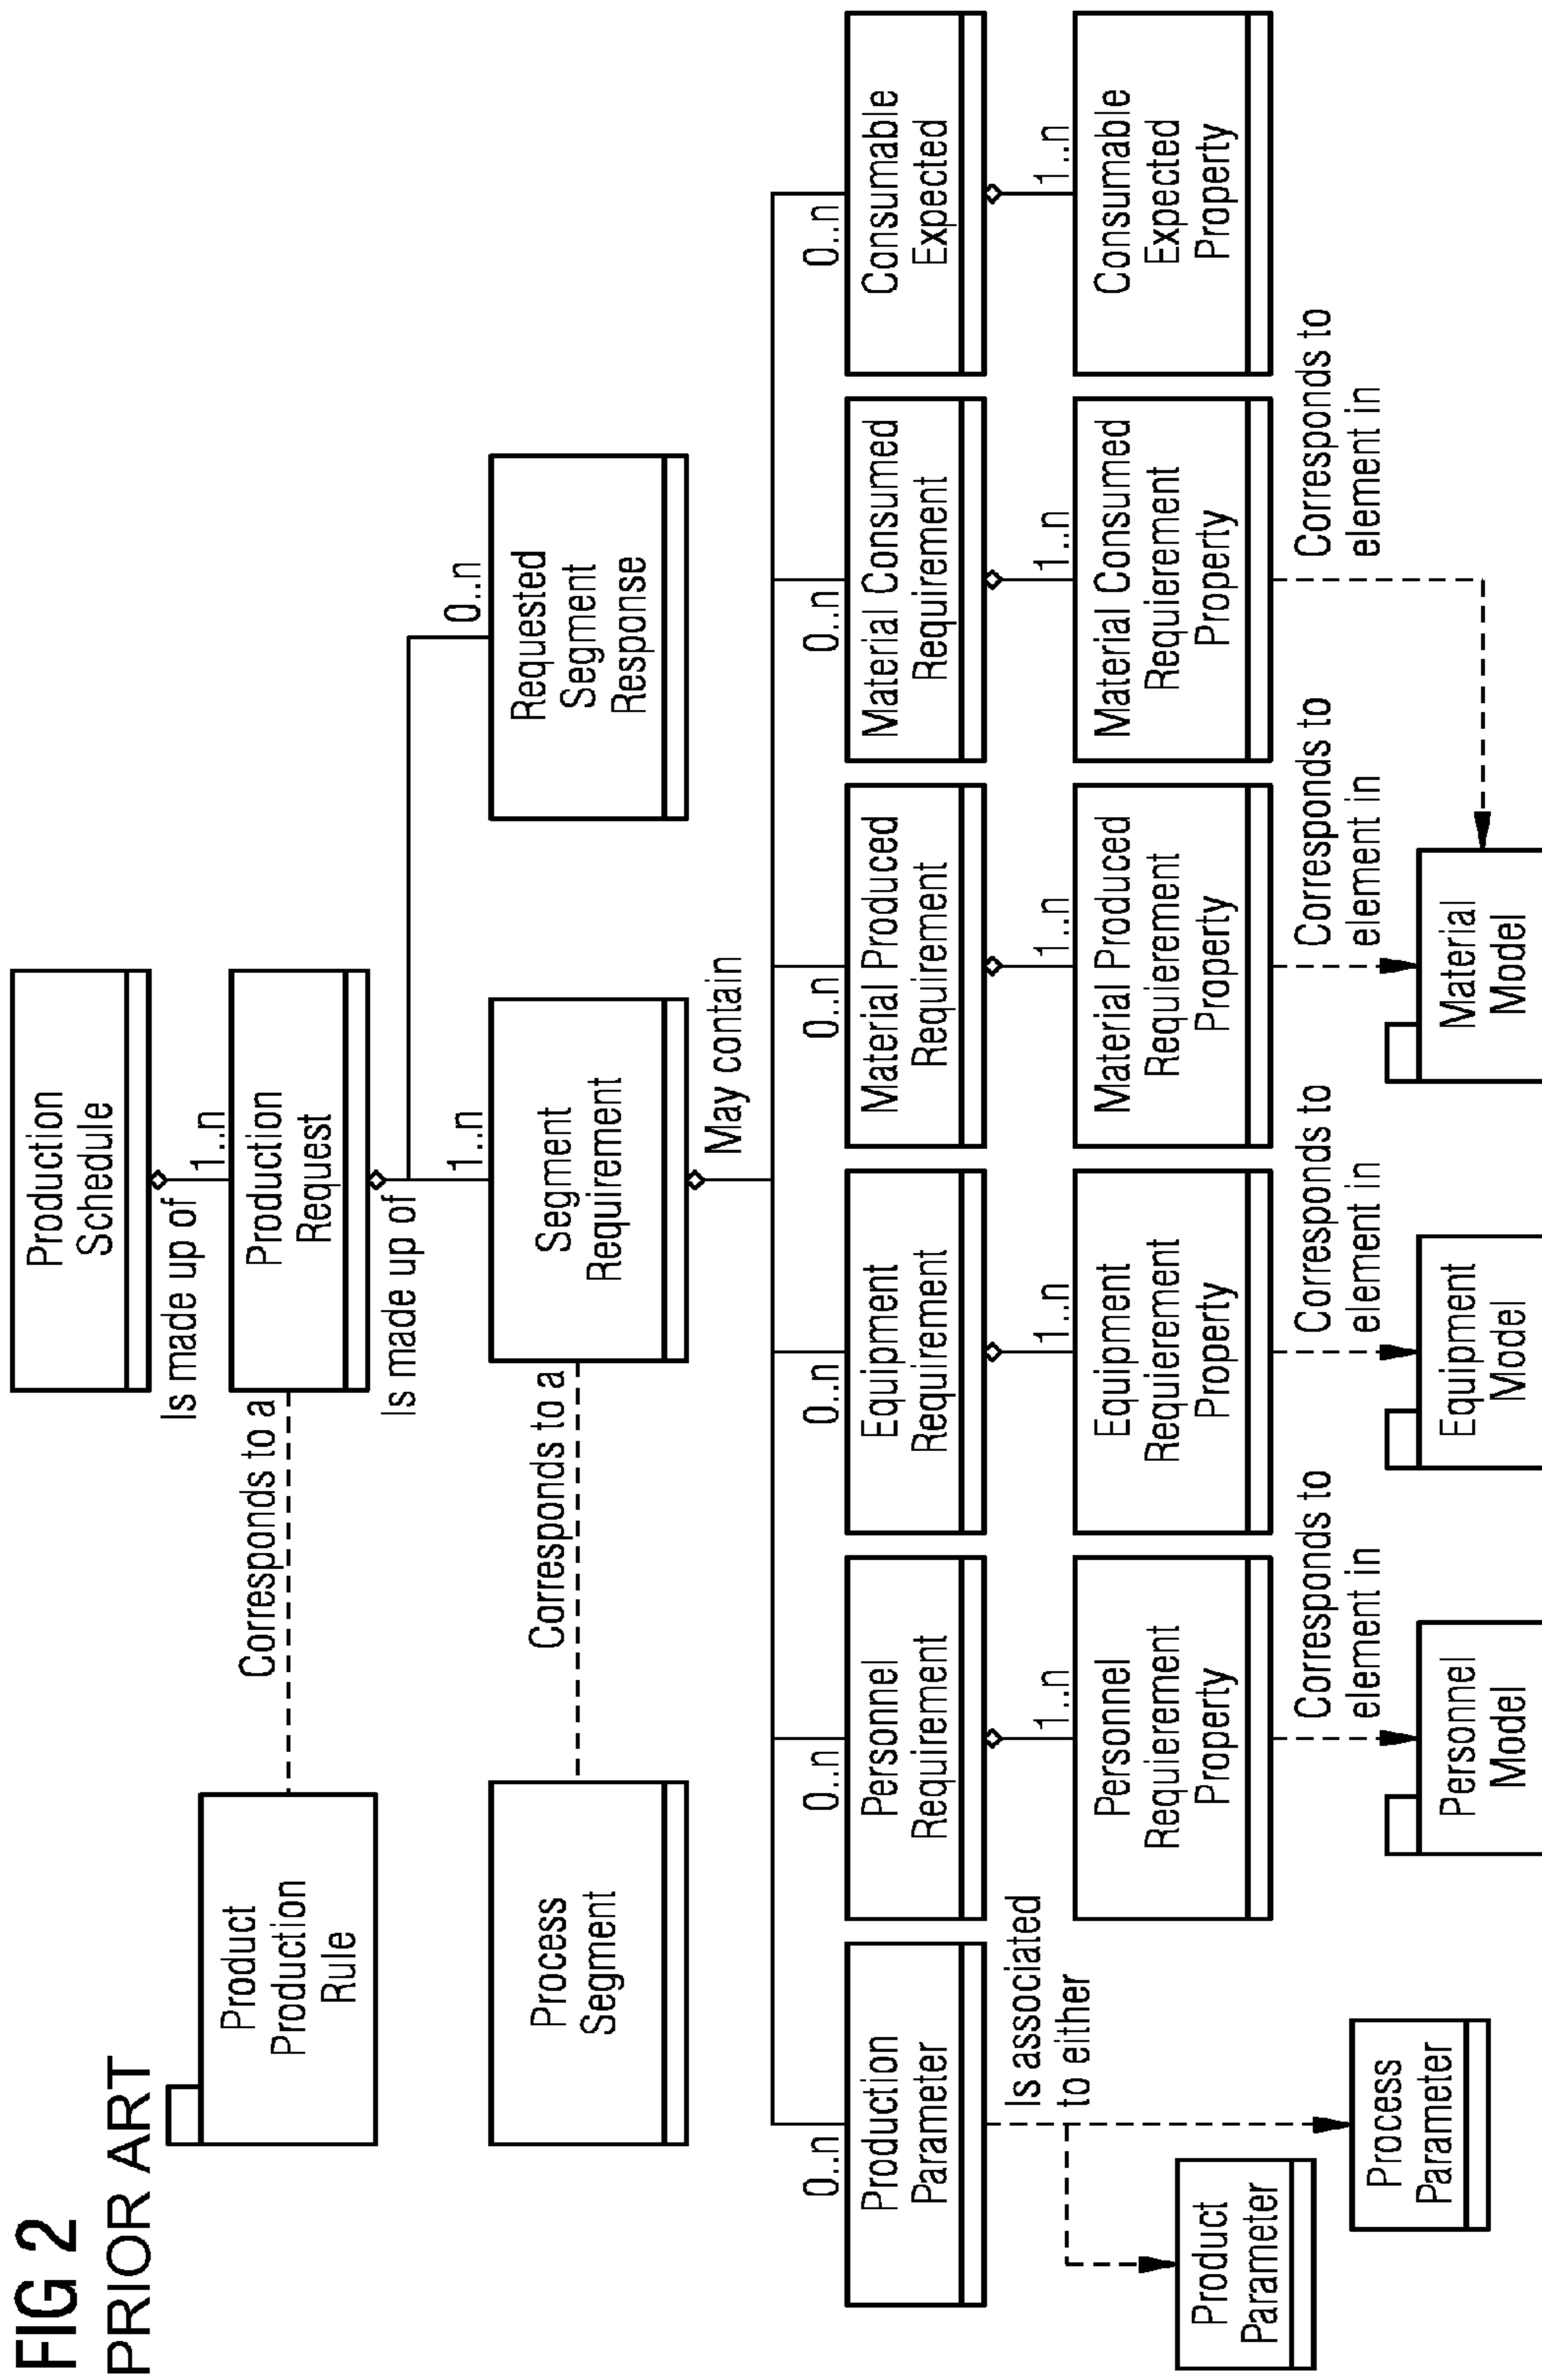 FIG 2
PRIOR ART
Production
Schedule
Is made up of
1..n
Product
Production
Rule
Corresponds to a
Production
Request
Is made up of
1..n
0..n
Process
Segment
Corresponds to a
Segment
Requirement
Requested
Segment
Response
May contain
0..n
0..n
0..n
0..n
0..n
0..n
Production
Parameter
Personnel
Requirement
Equipment
Requirement
Material Produced
Requirement
Material Consumed
Requirement
Consumable
Expected
Is associated
to either
1..n
1..n
1..n
1..n
1..n
Personnel
Requierement
Property
Equipment
Requierement
Property
Material Produced
Requierement
Property
Material Consumed
Requierement
Property
Consumable
Expected
Property
Product
Parameter
Process
Parameter
Corresponds to
element in
Corresponds to
element in
Corresponds to
element in
Corresponds to
element in
Personnel
Model
Equipment
Model
Material
Model